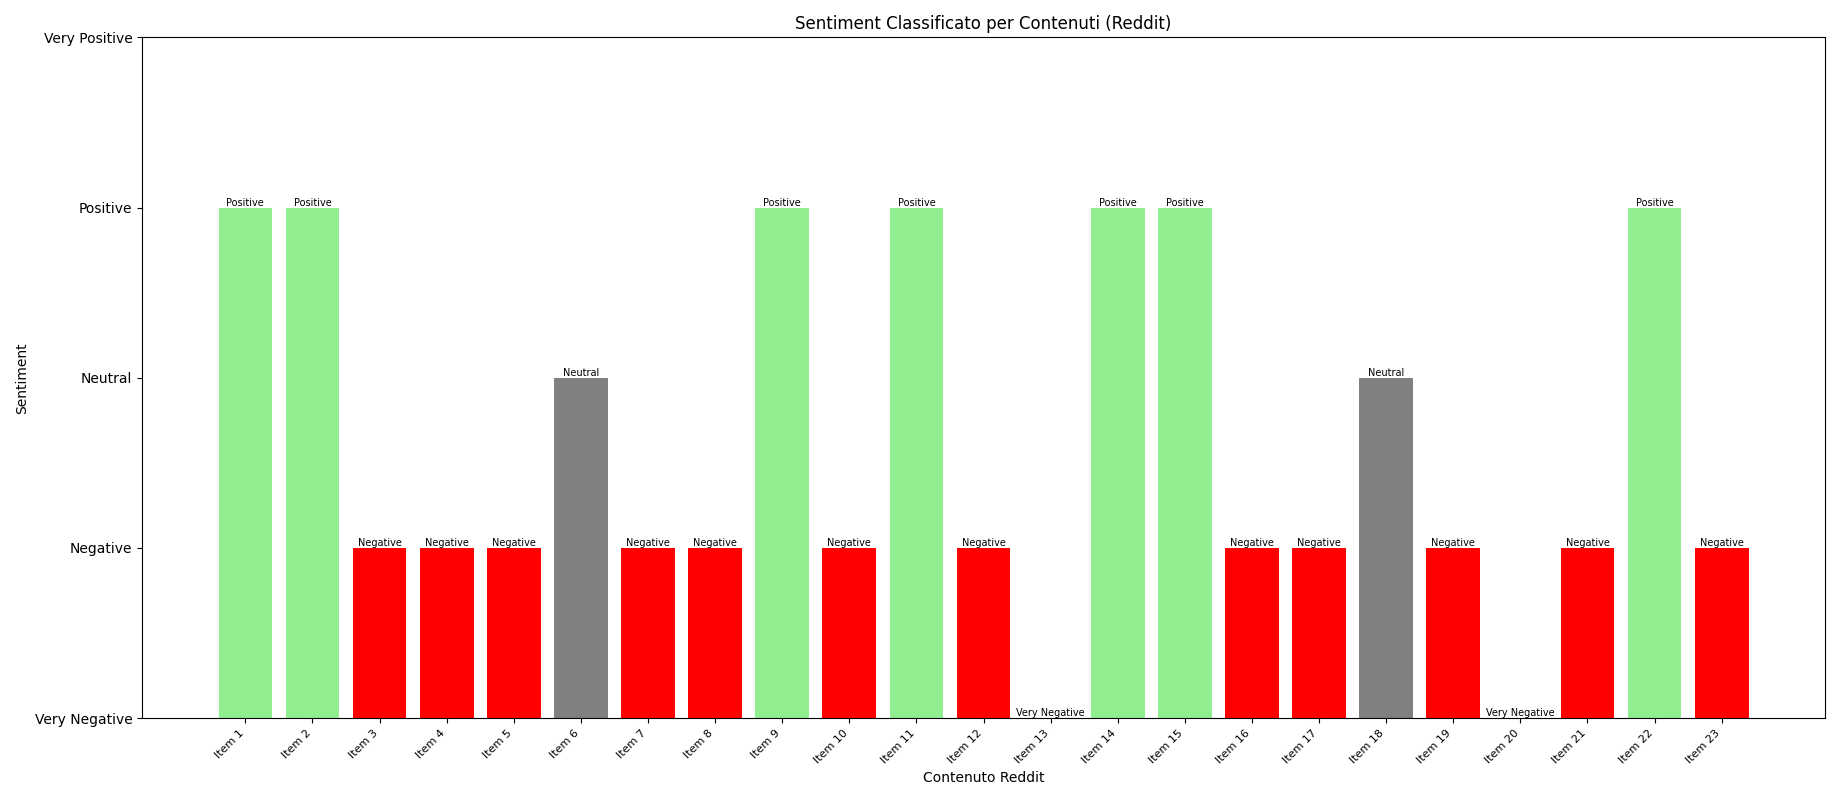 Sentiment Classificato per Contenuti (Reddit)
Very Positive
Positive
Neutral
Negative
Very Negative
Sentiment
Positive
Positive
Negative
Negative
Negative
Neutral
Negative
Negative
Positive
Negative
Positive
Negative
Very Negative
Positive
Positive
Negative
Negative
Neutral
Negative
Very Negative
Negative
Positive
Negative
Item 1
Item 2
Item 3
Item 4
Item 5
Item 6
Item 7
Item 8
Item 9
Item 10
Item 11
Item 12
Item 13
Item 14
Item 15
Item 16
Item 17
Item 18
Item 19
Item 20
Item 21
Item 22
Item 23
Contenuto Reddit